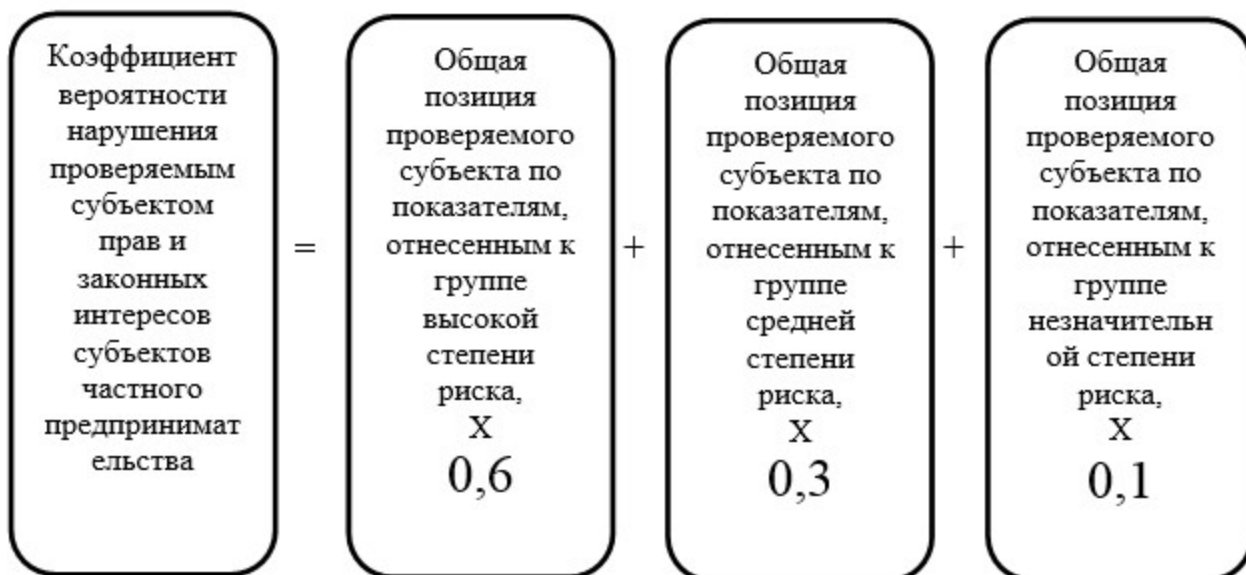 Коэффициент
вероятности
нарушения
проверяемым
субъектом
прав и
законных
интересов
субъектов
частного
предпринимат
ельства
=
Общая
позиция
проверяемого
субъекта по
показателям,
отнесенным к
группе
высокой
степени
риска,
X
0,6
+
Общая
позиция
проверяемого
субъекта по
показателям,
отнесенным к
группе
средней
степени
риска,
X
0,3
+
Общая
позиция
проверяемого
субъекта по
показателям,
отнесенным к
группе
незначительн
ой степени
риска,
X
0,1